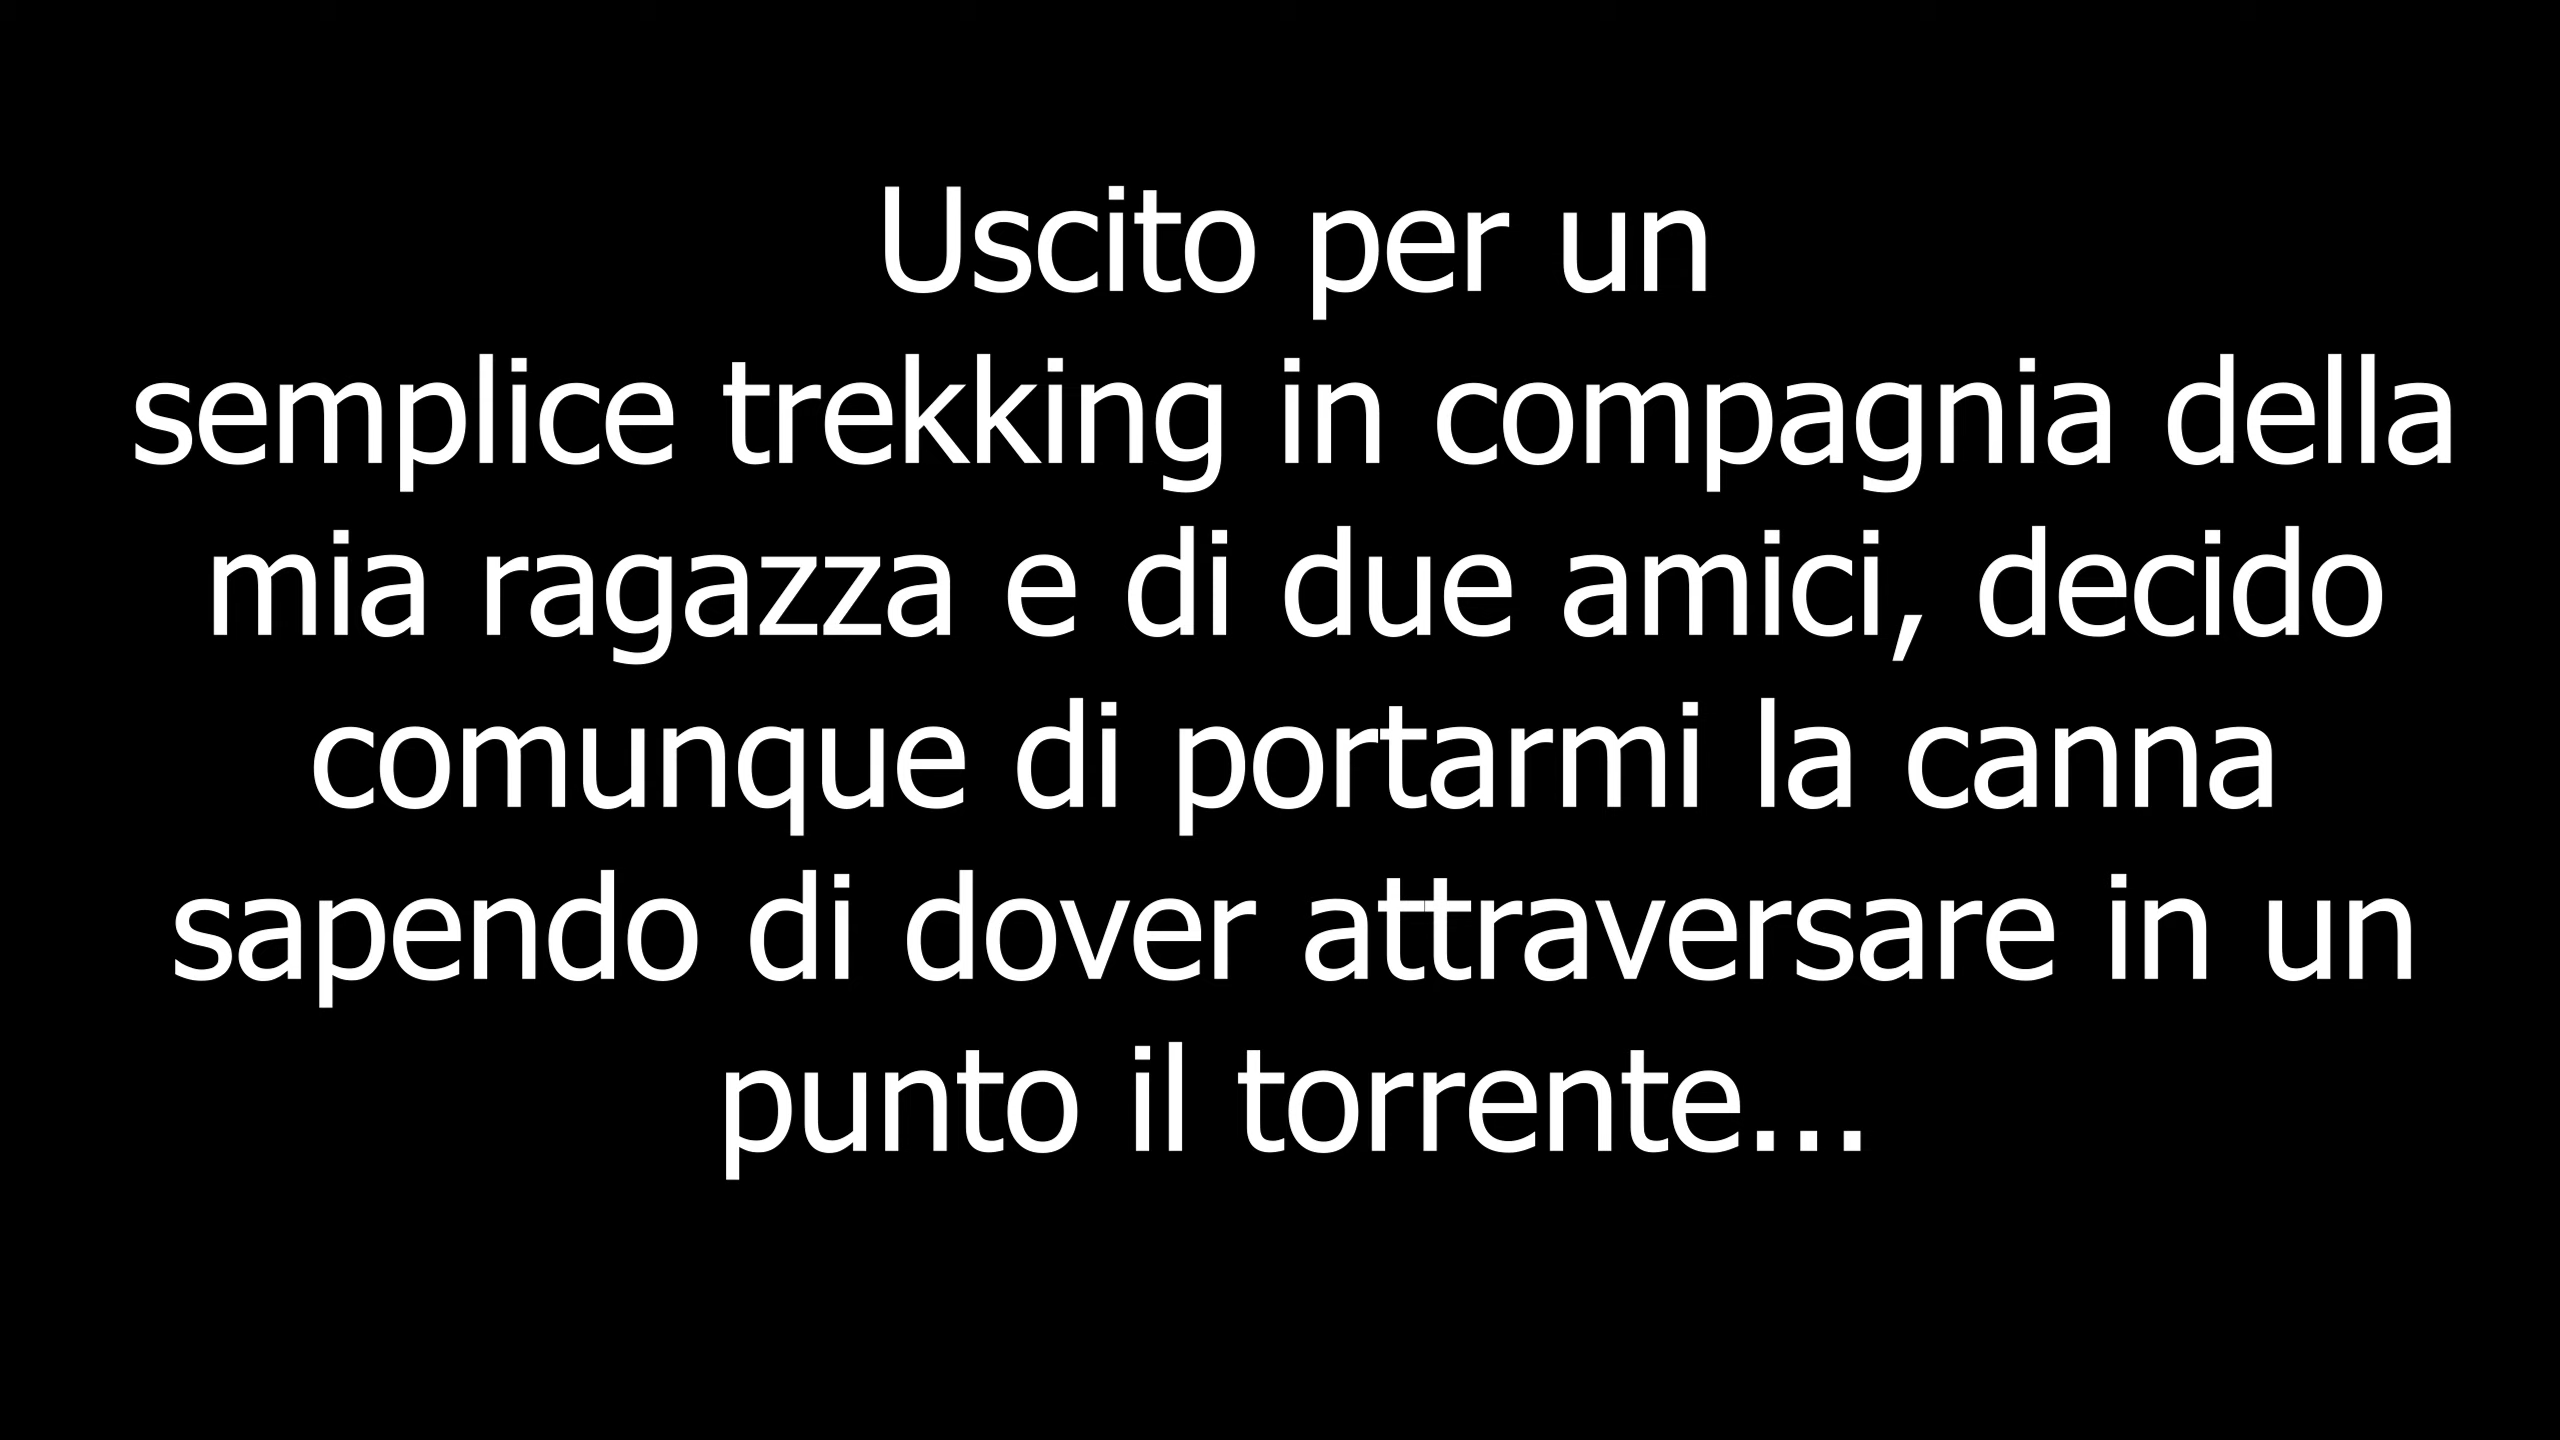 Uscito per un
semplice trekking in compagnia della
mia ragazza e di due amici, decido
comunque di portarmi la canna
sapendo di dover attraversare in un
punto il torrente...